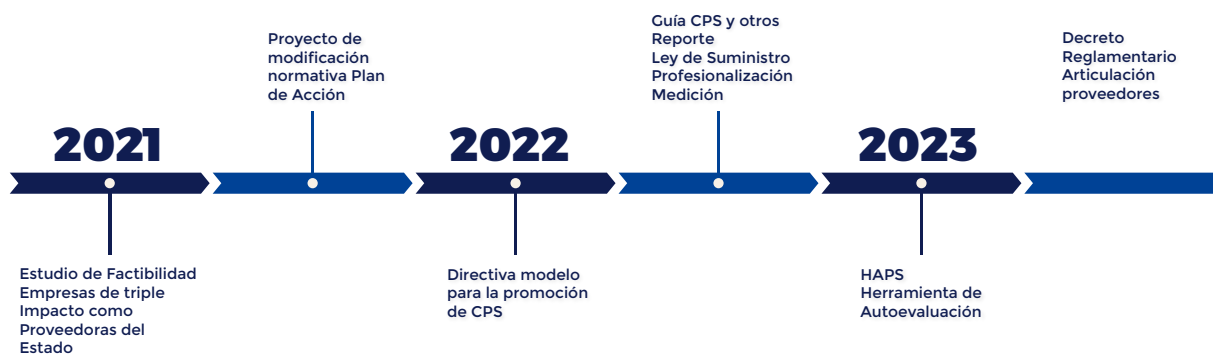 2021
Estudio de Factibilidad
Empresas de triple
Impacto como
Proveedoras del
Estado
Proyecto de
modificación
normativa Plan
de Acción
2022
Directiva modelo
para la promoción
de CPS
Guía CPS y otros
Reporte
Ley de Suministro
Profesionalización
Medición
2023
HAPS
Herramienta de
Autoevaluación
Decreto
Reglamentario
Articulación
proveedores